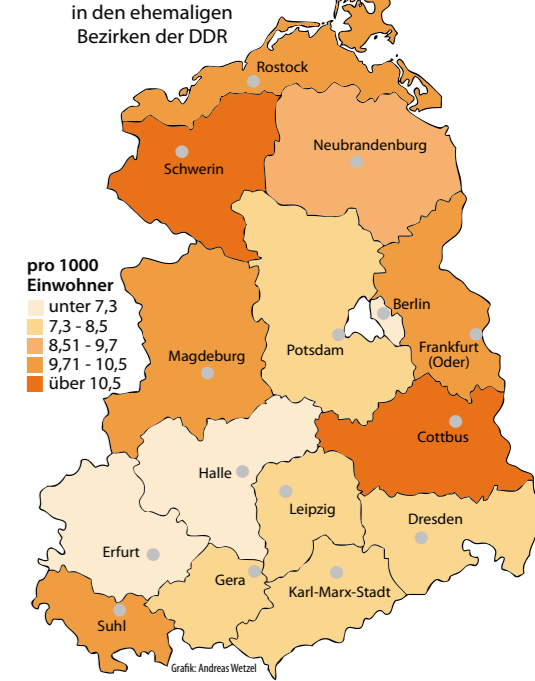 in den ehemaligen
Bezirken der DDR
Rostock
Neubrandenburg
Schwerin
pro 1000
Einwohner
unter 7,3
7,3 - 8,5
8,51 - 9,7
9,71 - 10,5
über 10,5
Berlin
Magdeburg
Potsdam
Frankfurt
(Oder)
Cottbus
Halle
Leipzig
Dresden
Erfurt
Gera
Karl-Marx-Stadt
Suhl
Grafik: Andreas Wetzel